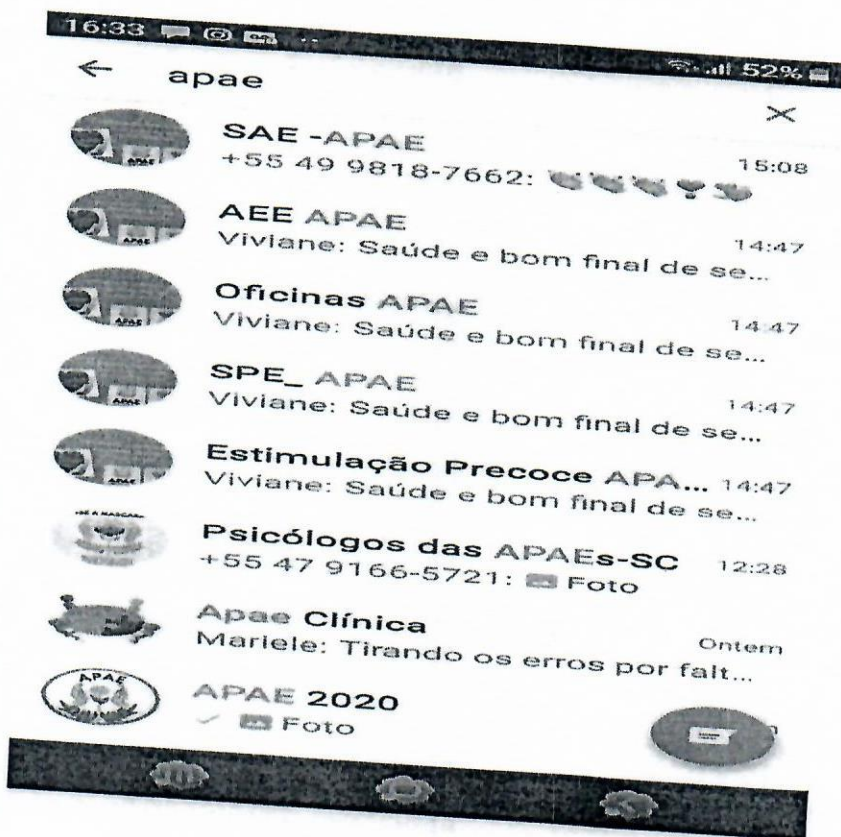 16:33
52%
apae
SAE -APAE
15:08
+55 49 9818-7662:
AEE APAE
14:47
Viviane: Saúde e bom final de se...
Oficinas APAE
14:47
Viviane: Saúde e bom final de se...
SPE_ APAE
14:47
Viviane: Saúde e bom final de se...
Estimulação Precoce APA...
14:47
Viviane: Saúde e bom final de se...
Psicólogos das APAEs-SC
12:28
+55 47 9166-5721: Foto
Apae Clínica
Ontem
Mariele: Tirando os erros por falt...
APAE 2020
Foto
APAE